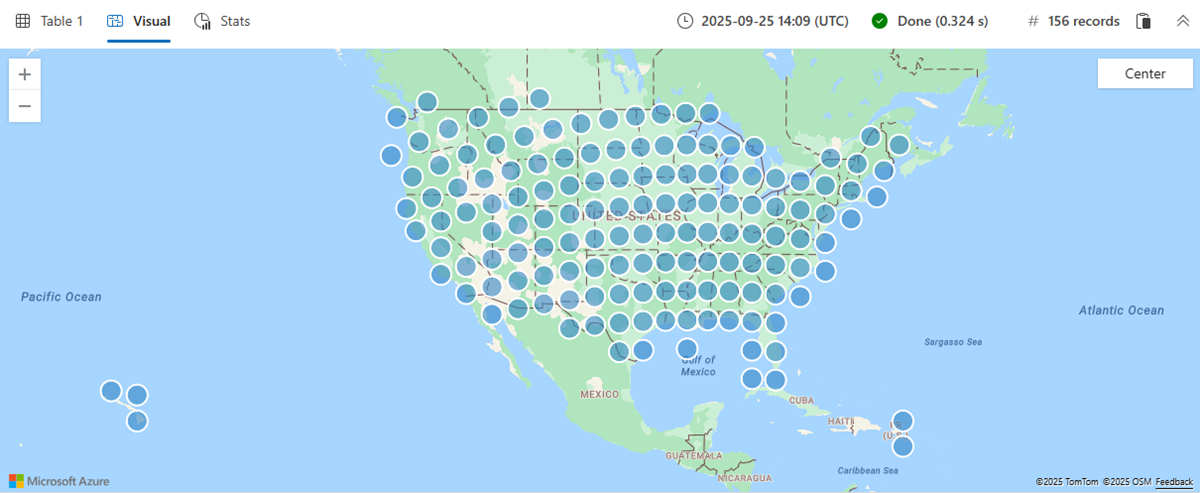 Table 1 Visual Stats 2025-09-25 14:09 (UTC) Done (0.324 s) # 156 records
+
Center
−
UNITED STATES
Pacific Ocean
Atlantic Ocean
Sargasso Sea
Gulf of
Mexico
MEXICO
CUBA
HAITI
PR
(U.S.)
GUATEMALA
Caribbean Sea
NICARAGUA
Microsoft Azure
©2025 TomTom ©2025 OSM Feedback